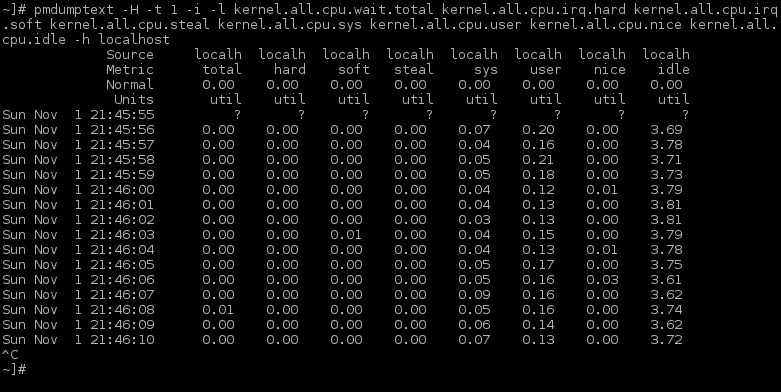 ~]# pmdumptext -H -t 1 -i -l kernel.all.cpu.wait.total kernel.all.cpu.irq.hard kernel.all.cpu.irq
.soft kernel.all.cpu.steal kernel.all.cpu.sys kernel.all.cpu.user kernel.all.cpu.nice kernel.all.
cpu.idle -h localhost
Source localh localh localh localh localh localh localh localh
Metric total hard soft steal sys user nice idle
Normal 0.00 0.00 0.00 0.00 0.00 0.00 0.00 0.00
Units util util util util util util util util
Sun Nov 1 21:45:55 ? ? ? ? ? ? ? ?
Sun Nov 1 21:45:56 0.00 0.00 0.00 0.00 0.07 0.20 0.00 3.69
Sun Nov 1 21:45:57 0.00 0.00 0.00 0.00 0.04 0.16 0.00 3.78
Sun Nov 1 21:45:58 0.00 0.00 0.00 0.00 0.05 0.21 0.00 3.71
Sun Nov 1 21:45:59 0.00 0.00 0.00 0.00 0.05 0.18 0.00 3.73
Sun Nov 1 21:46:00 0.00 0.00 0.00 0.00 0.04 0.12 0.01 3.79
Sun Nov 1 21:46:01 0.00 0.00 0.00 0.00 0.04 0.13 0.00 3.81
Sun Nov 1 21:46:02 0.00 0.00 0.00 0.00 0.03 0.13 0.00 3.81
Sun Nov 1 21:46:03 0.00 0.00 0.01 0.00 0.04 0.15 0.00 3.79
Sun Nov 1 21:46:04 0.00 0.00 0.00 0.00 0.04 0.13 0.01 3.78
Sun Nov 1 21:46:05 0.00 0.00 0.00 0.00 0.05 0.17 0.00 3.75
Sun Nov 1 21:46:06 0.00 0.00 0.00 0.00 0.05 0.16 0.03 3.61
Sun Nov 1 21:46:07 0.00 0.00 0.00 0.00 0.09 0.16 0.00 3.62
Sun Nov 1 21:46:08 0.01 0.00 0.00 0.00 0.05 0.16 0.00 3.74
Sun Nov 1 21:46:09 0.00 0.00 0.00 0.00 0.06 0.14 0.00 3.62
Sun Nov 1 21:46:10 0.00 0.00 0.00 0.00 0.07 0.13 0.00 3.72
^C
~]#